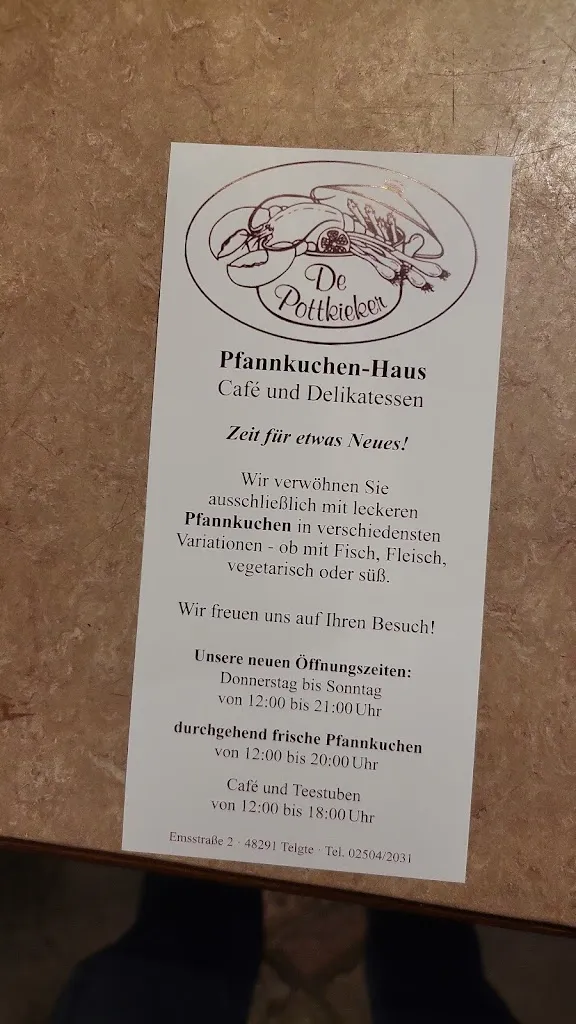 De
Pottkieker
Pfannkuchen-Haus
Café und Delikatessen
Zeit für etwas Neues!
Wir verwöhnen Sie
ausschließlich mit leckeren
Pfannkuchen in verschiedensten
Variationen - ob mit Fisch, Fleisch,
vegetarisch oder süß.
Wir freuen uns auf Ihren Besuch!
Unsere neuen Öffnungszeiten:
Donnerstag bis Sonntag
von 12:00 bis 21:00 Uhr
durchgehend frische Pfannkuchen
von 12:00 bis 20:00 Uhr
Café und Teestuben
von 12:00 bis 18:00 Uhr
Emsstraße 2 · 48291 Telgte · Tel. 02504/2031